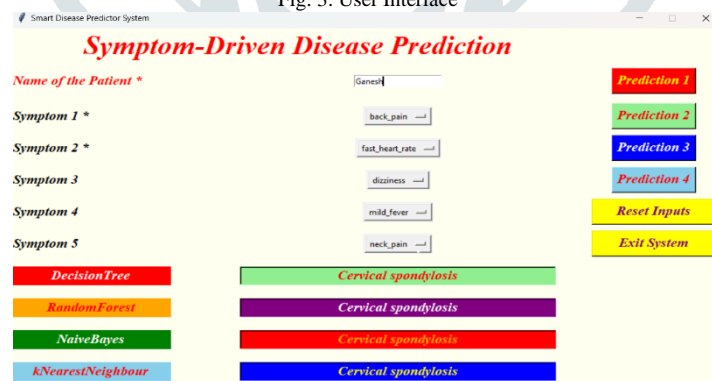 Fig. 3. User Interface
Smart Disease Predictor System
Symptom-Driven Disease Prediction
Name of the Patient * Ganesh Prediction 1
Symptom 1 * back_pain Prediction 2
Symptom 2 * fast_heart_rate Prediction 3
Symptom 3 dizziness Prediction 4
Symptom 4 mild_fever Reset Inputs
Symptom 5 neck_pain Exit System
DecisionTree Cervical spondylosis
RandomForest Cervical spondylosis
NaiveBayes Cervical spondylosis
kNearestNeighbour Cervical spondylosis